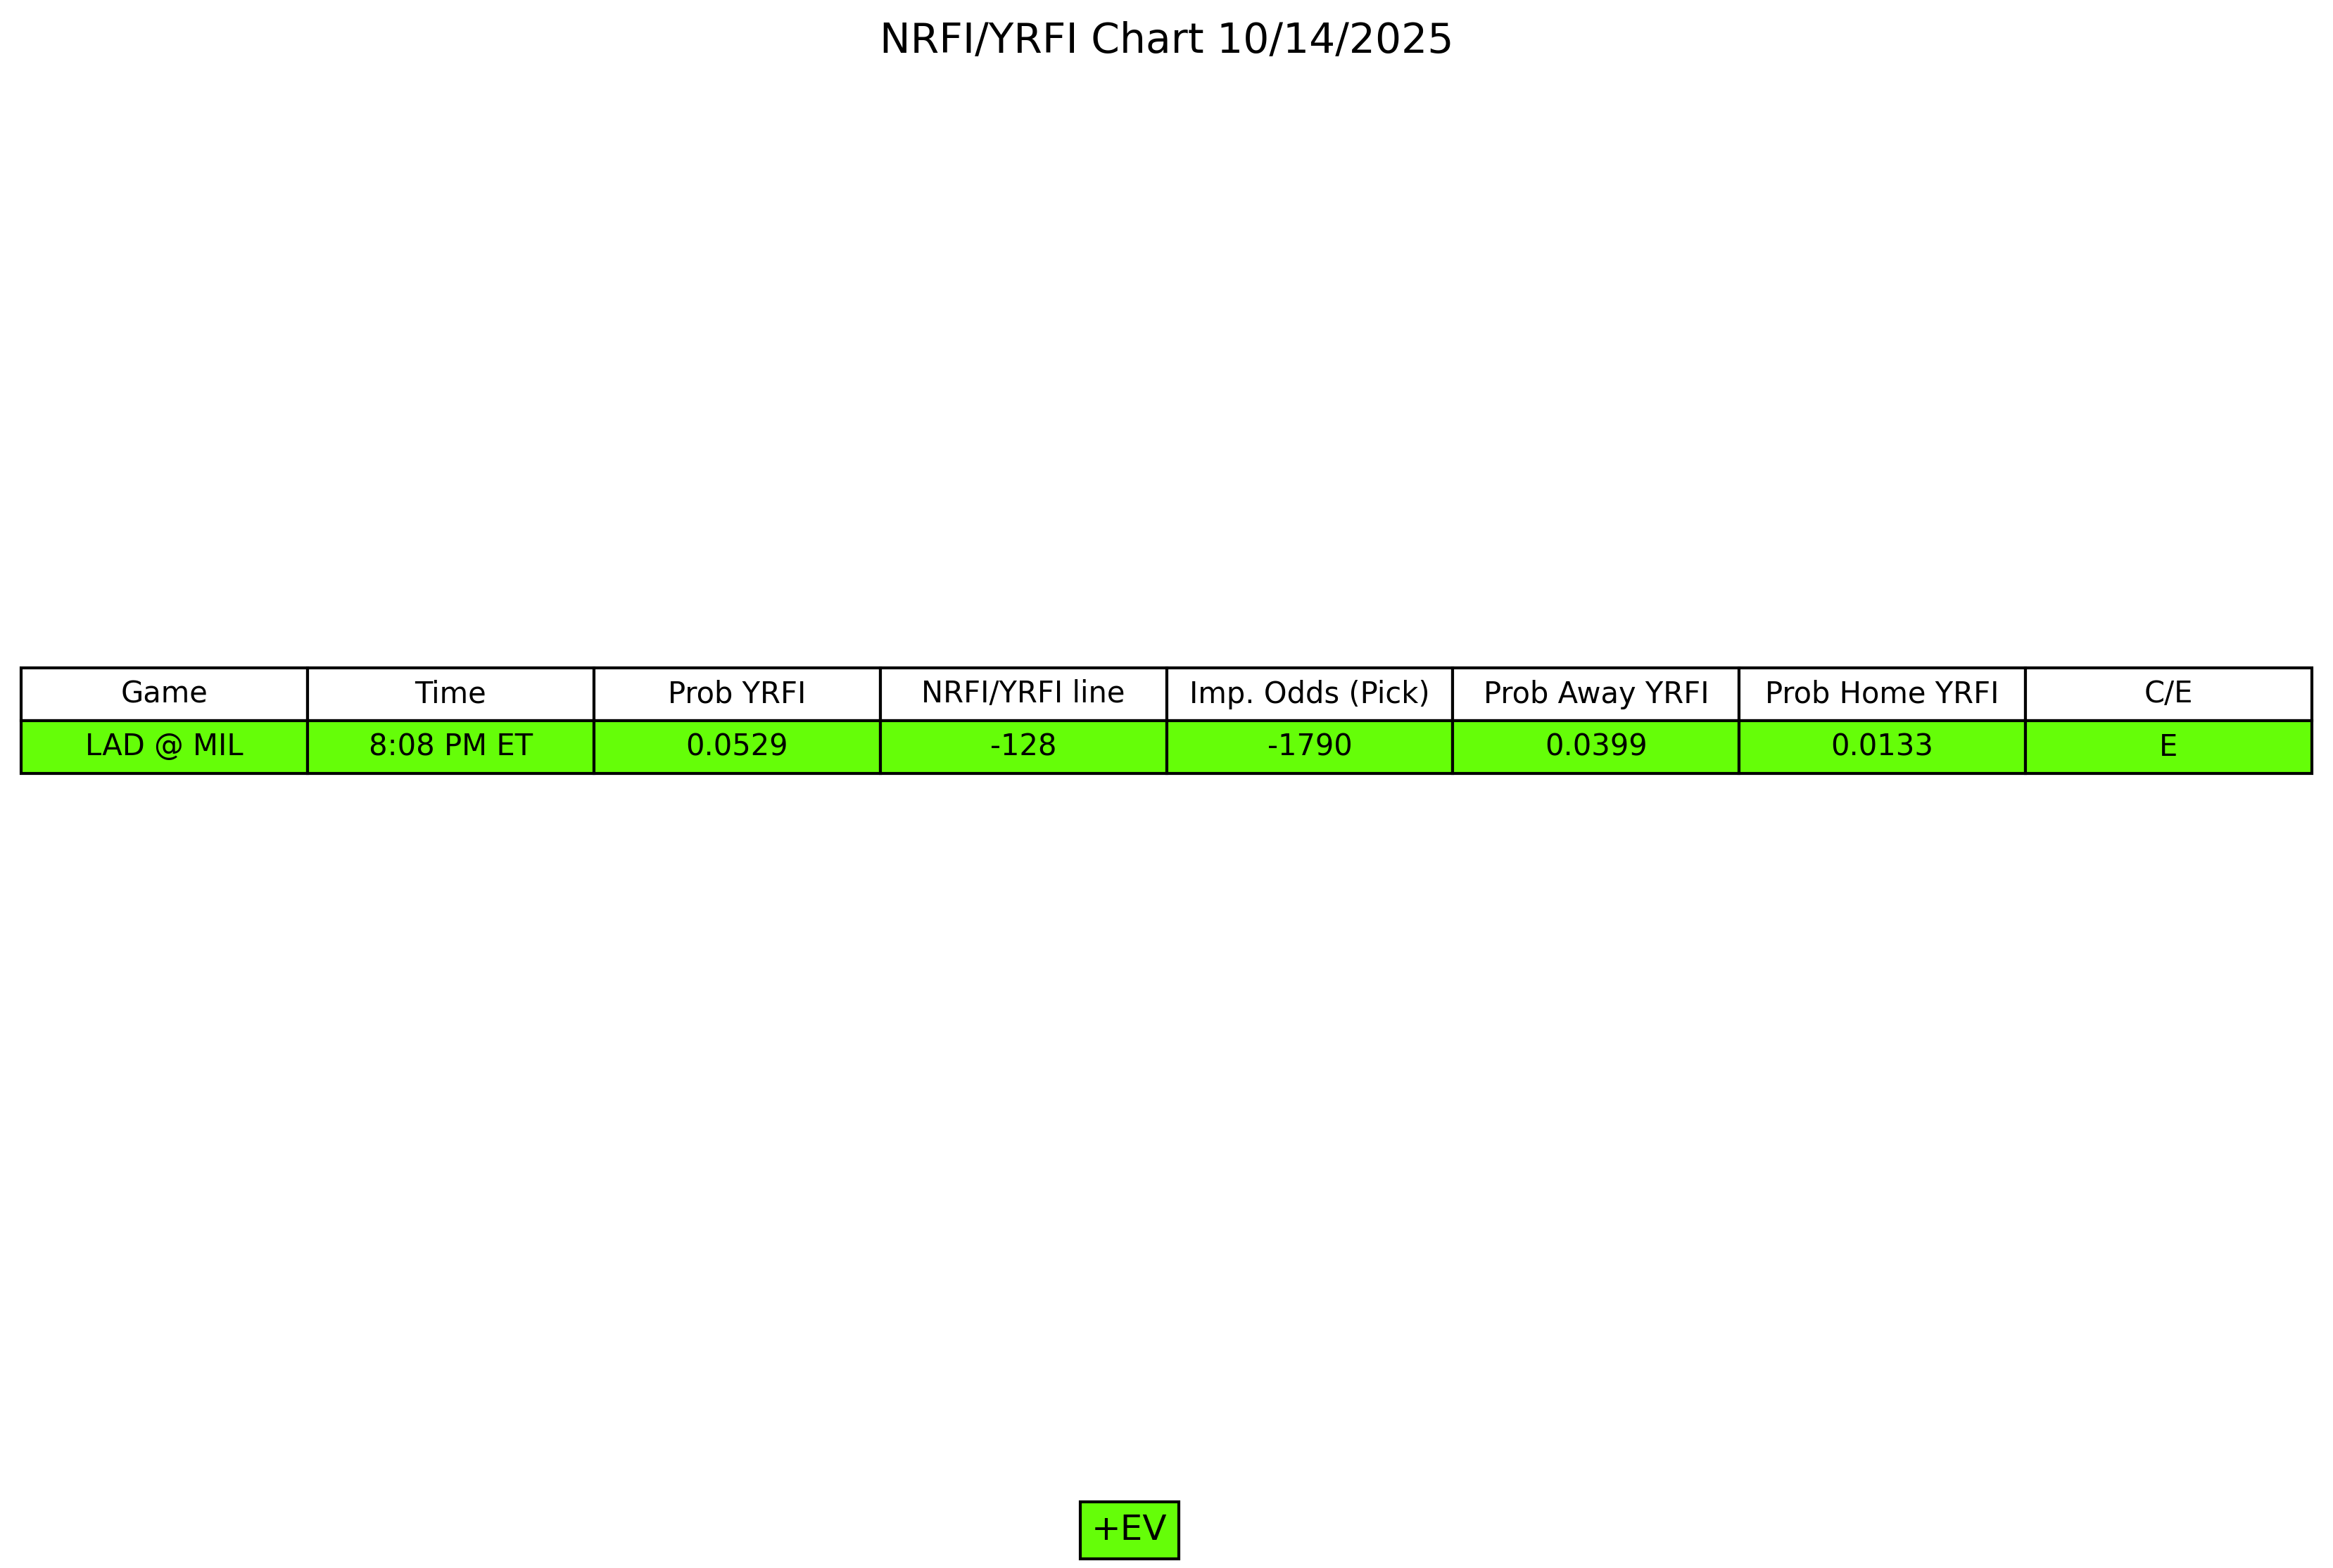 NRFI/YRFI Chart 10/14/2025
Game Time Prob YRFI NRFI/YRFI line Imp. Odds (Pick) Prob Away YRFI Prob Home YRFI C/E
LAD @ MIL 8:08 PM ET 0.0529 -128 -1790 0.0399 0.0133 E
+EV